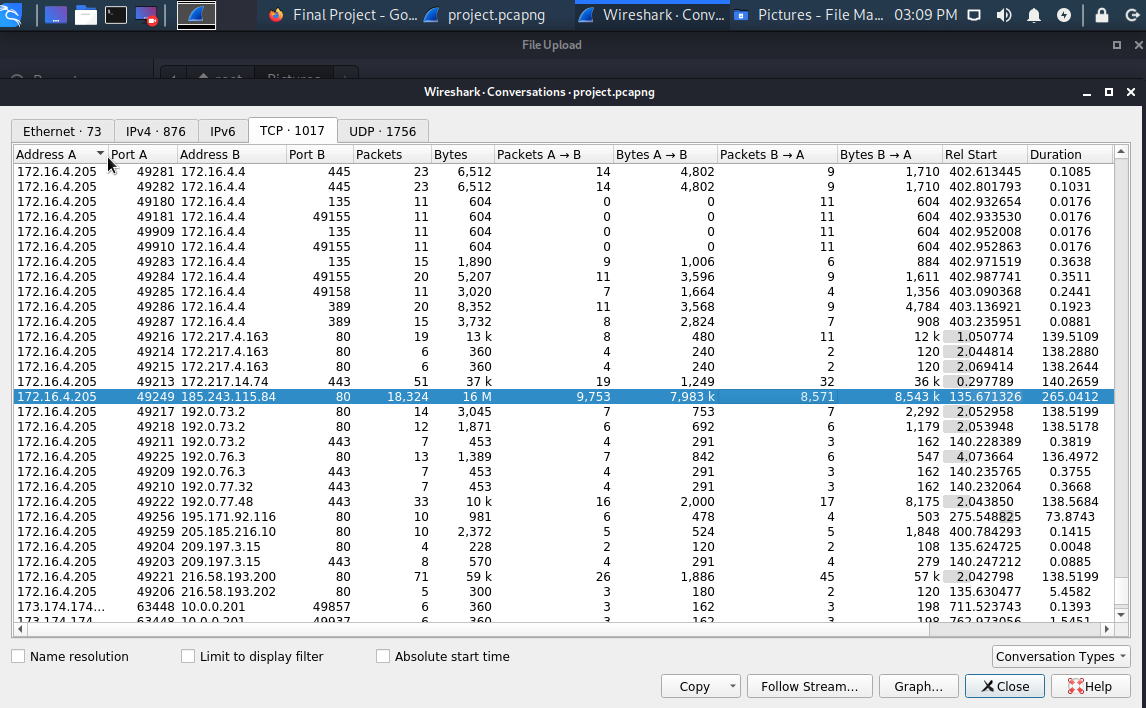 Final Project - Go... project.pcapng Wireshark · Conv... Pictures - File Ma... 03:09 PM
File Upload
Wireshark · Conversations · project.pcapng
Ethernet · 73 IPv4 · 876 IPv6 TCP · 1017 UDP · 1756
Address A Port A Address B Port B Packets Bytes Packets A → B Bytes A → B Packets B → A Bytes B → A Rel Start Duration
172.16.4.205 49281 172.16.4.4 445 23 6,512 14 4,802 9 1,710 402.613445 0.1085
172.16.4.205 49282 172.16.4.4 445 23 6,512 14 4,802 9 1,710 402.801793 0.1031
172.16.4.205 49180 172.16.4.4 135 11 604 0 0 11 604 402.932654 0.0176
172.16.4.205 49181 172.16.4.4 49155 11 604 0 0 11 604 402.933530 0.0176
172.16.4.205 49909 172.16.4.4 135 11 604 0 0 11 604 402.952008 0.0176
172.16.4.205 49910 172.16.4.4 49155 11 604 0 0 11 604 402.952863 0.0176
172.16.4.205 49283 172.16.4.4 135 15 1,890 9 1,006 6 884 402.971519 0.3638
172.16.4.205 49284 172.16.4.4 49155 20 5,207 11 3,596 9 1,611 402.987741 0.3511
172.16.4.205 49285 172.16.4.4 49158 11 3,020 7 1,664 4 1,356 403.090368 0.2441
172.16.4.205 49286 172.16.4.4 389 20 8,352 11 3,568 9 4,784 403.136921 0.1923
172.16.4.205 49287 172.16.4.4 389 15 3,732 8 2,824 7 908 403.235951 0.0881
172.16.4.205 49216 172.217.4.163 80 19 13 k 8 480 11 12 k 1.050774 139.5109
172.16.4.205 49214 172.217.4.163 80 6 360 4 240 2 120 2.044814 138.2880
172.16.4.205 49215 172.217.4.163 80 6 360 4 240 2 120 2.069414 138.2644
172.16.4.205 49213 172.217.14.74 443 51 37 k 19 1,249 32 36 k 0.297789 140.2659
172.16.4.205 49249 185.243.115.84 80 18,324 16 M 9,753 7,983 k 8,571 8,543 k 135.671326 265.0412
172.16.4.205 49217 192.0.73.2 80 14 3,045 7 753 7 2,292 2.052958 138.5199
172.16.4.205 49218 192.0.73.2 80 12 1,871 6 692 6 1,179 2.053948 138.5178
172.16.4.205 49211 192.0.73.2 443 7 453 4 291 3 162 140.228389 0.3819
172.16.4.205 49225 192.0.76.3 80 13 1,389 7 842 6 547 4.073664 136.4972
172.16.4.205 49209 192.0.76.3 443 7 453 4 291 3 162 140.235765 0.3755
172.16.4.205 49210 192.0.77.32 443 7 453 4 291 3 162 140.232064 0.3668
172.16.4.205 49222 192.0.77.48 443 33 10 k 16 2,000 17 8,175 2.043850 138.5684
172.16.4.205 49256 195.171.92.116 80 10 981 6 478 4 503 275.548825 73.8743
172.16.4.205 49259 205.185.216.10 80 10 2,372 5 524 5 1,848 400.784293 0.1415
172.16.4.205 49204 209.197.3.15 80 4 228 2 120 2 108 135.624725 0.0048
172.16.4.205 49203 209.197.3.15 443 8 570 4 291 4 279 140.247212 0.0885
172.16.4.205 49221 216.58.193.200 80 71 59 k 26 1,886 45 57 k 2.042798 138.5199
172.16.4.205 49206 216.58.193.202 80 5 300 3 180 2 120 135.630477 5.4582
173.174.174... 63448 10.0.0.201 49857 6 360 3 162 3 198 711.523743 0.1393
173.174.174... 63448 10.0.0.201 49937 6 360 3 162 3 198 762.973056 1.5451
Name resolution Limit to display filter Absolute start time Conversation Types
Copy Follow Stream... Graph... Close Help